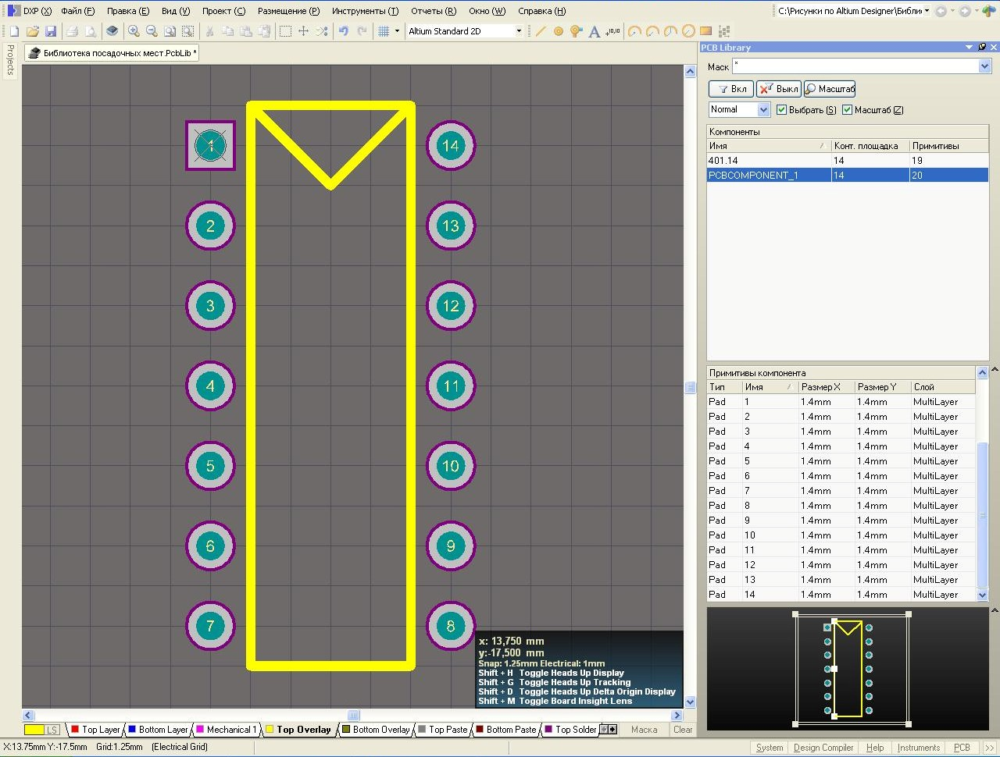 DXP (X) Файл (F) Правка (E) Вид (V) Проект (C) Размещение (P) Инструменты (T) Отчеты (R) Окно (W) Справка (H) C:\Рисунки по Altium Designer\Библи
Altium Standard 2D A +10,10
Projects
Библиотека посадочных мест.PcbLib *
PCB Library
Маск *
Вкл Выкл Масштаб
Normal Выбрать (S) Масштаб (Z)
Компоненты
Имя Конт. площадка Примитивы
401.14 14 19
PCBCOMPONENT_1 14 20
1 14
2 13
3 12
4 11
5 10
6 9
7 8
Примитивы компонента
Тип Имя Размер X Размер Y Слой
Pad 1 1.4mm 1.4mm MultiLayer
Pad 2 1.4mm 1.4mm MultiLayer
Pad 3 1.4mm 1.4mm MultiLayer
Pad 4 1.4mm 1.4mm MultiLayer
Pad 5 1.4mm 1.4mm MultiLayer
Pad 6 1.4mm 1.4mm MultiLayer
Pad 7 1.4mm 1.4mm MultiLayer
Pad 8 1.4mm 1.4mm MultiLayer
Pad 9 1.4mm 1.4mm MultiLayer
Pad 10 1.4mm 1.4mm MultiLayer
Pad 11 1.4mm 1.4mm MultiLayer
Pad 12 1.4mm 1.4mm MultiLayer
Pad 13 1.4mm 1.4mm MultiLayer
Pad 14 1.4mm 1.4mm MultiLayer
x: 13,750 mm
y:-17,500 mm
Snap: 1.25mm Electrical: 1mm
Shift + H Toggle Heads Up Display
Shift + G Toggle Heads Up Tracking
Shift + D Toggle Heads Up Delta Origin Display
Shift + M Toggle Board Insight Lens
LS Top Layer Bottom Layer Mechanical 1 Top Overlay Bottom Overlay Top Paste Bottom Paste Top Solder Маска Clear
X:13.75mm Y:-17.5mm Grid:1.25mm (Electrical Grid) System Design Compiler Help Instruments PCB >>